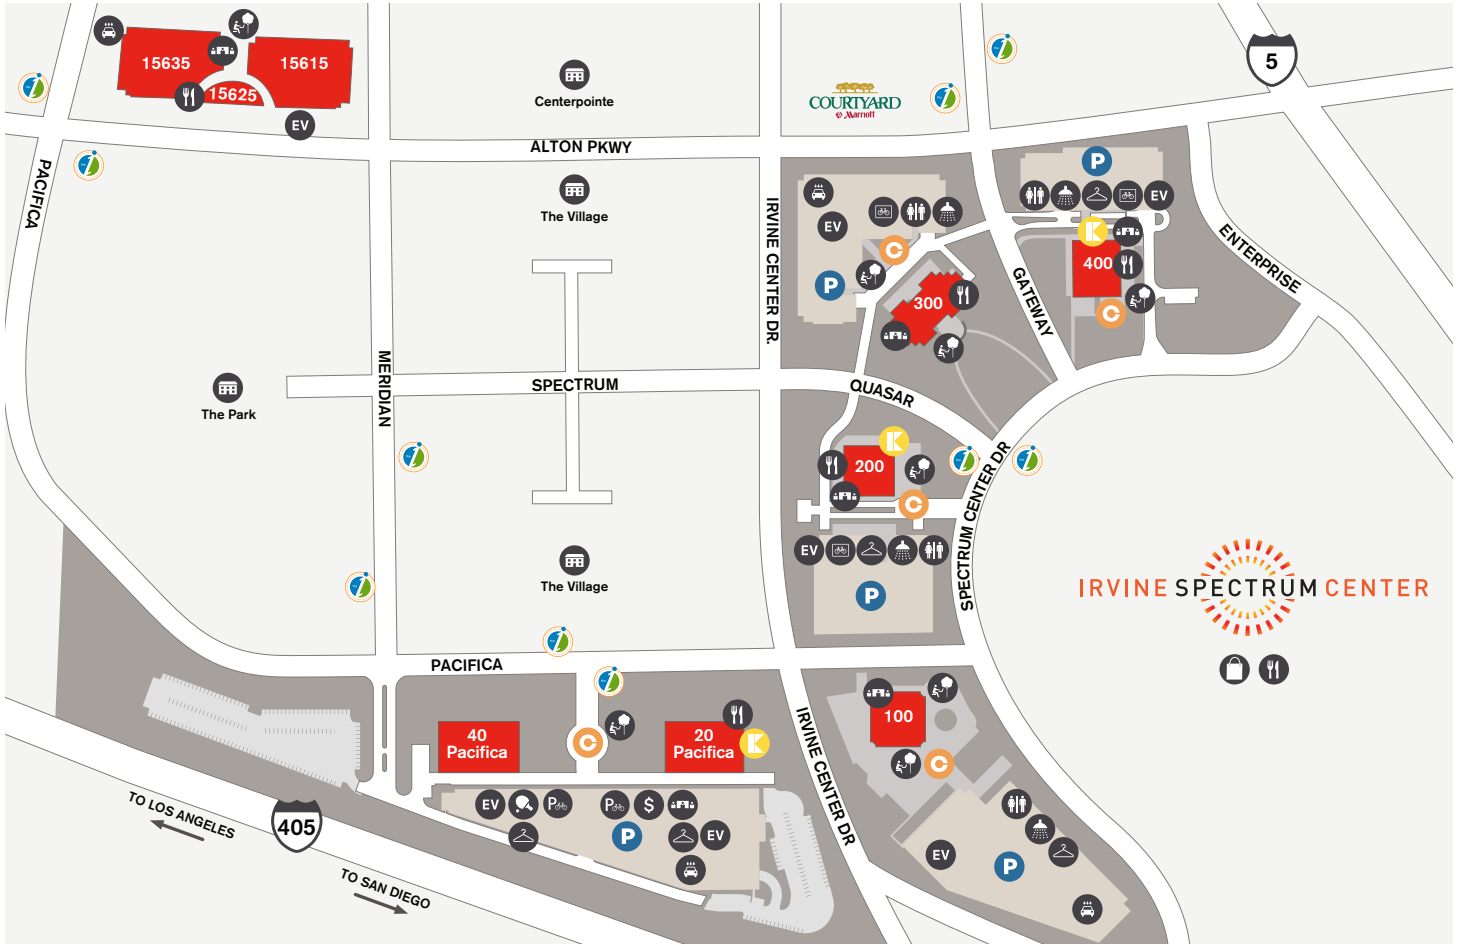 15635
15615
15625
EV
Centerpointe
COURTYARD
Marriott
5
ALTON PKWY
PACIFICA
The Village
IRVINE CENTER DR.
EV
P
C
300
GATEWAY
P
EV
K
400
C
ENTERPRISE
MERIDIAN
SPECTRUM
QUASAR
The Park
K
200
C
SPECTRUM CENTER DR
EV
P
The Village
IRVINE SPECTRUM CENTER
PACIFICA
40
Pacifica
C
20
Pacifica
K
IRVINE CENTER DR
100
C
EV
P
P
$
P
EV
EV
P
TO LOS ANGELES
405
TO SAN DIEGO